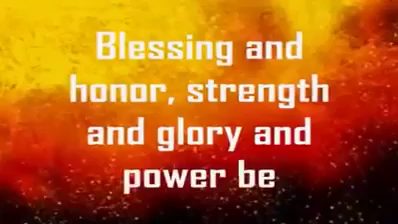 Blessing and
honor, strength
and glory and
power be